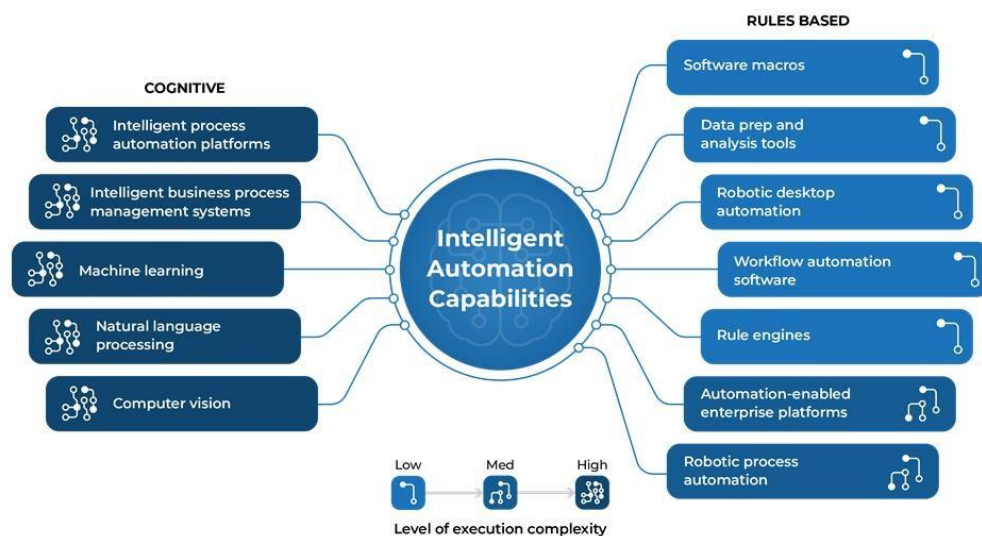 COGNITIVE
Intelligent process
automation platforms
Intelligent business process
management systems
Machine learning
Natural language
processing
Computer vision
Intelligent
Automation
Capabilities
RULES BASED
Software macros
Data prep and
analysis tools
Robotic desktop
automation
Workflow automation
software
Rule engines
Automation-enabled
enterprise platforms
Robotic process
automation
Low
Med
High
Level of execution complexity